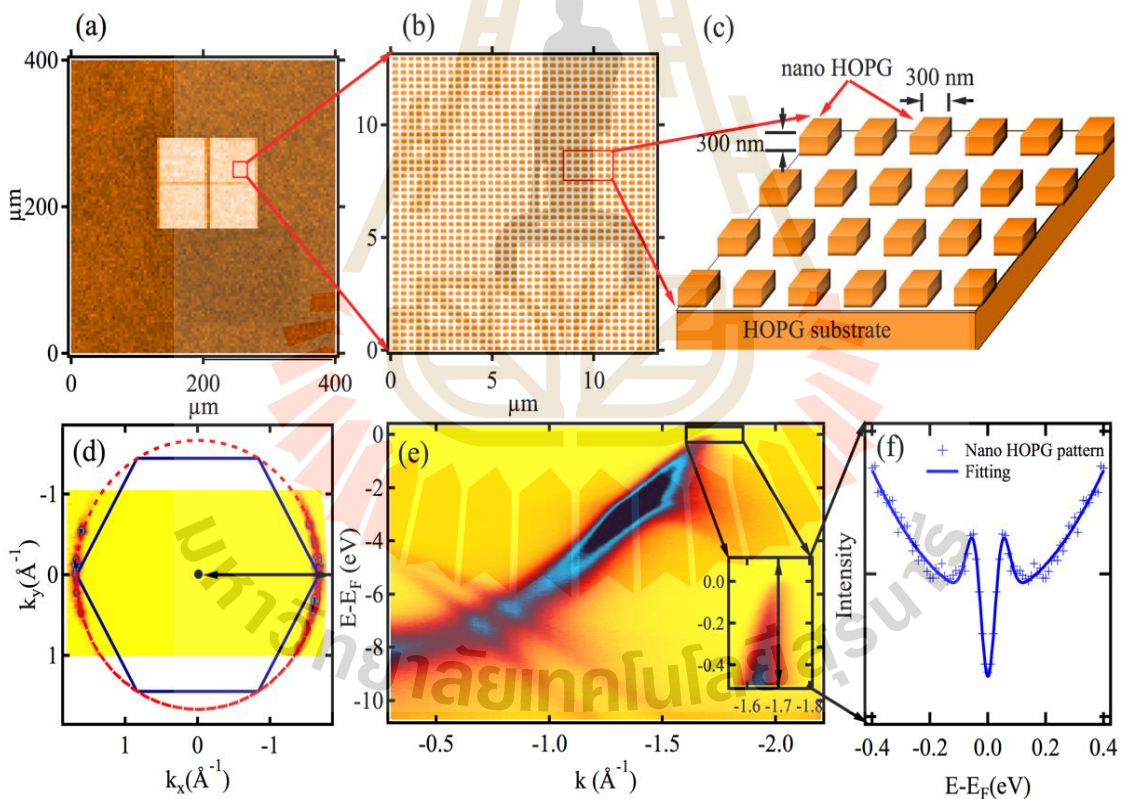 (a)
400
200
0
µm
0
200
400
µm
(b)
10
5
0
0
5
10
µm
(c)
nano HOPG
300 nm
300 nm
HOPG substrate
(d)
-1
0
1
k_y(Å⁻¹)
1
0
-1
k_x(Å⁻¹)
(e)
0
-2
-4
-6
-8
-10
E-E_F (eV)
-0.5
-1.0
-1.5
-2.0
k (Å⁻¹)
0.0
-0.2
-0.4
-1.6
-1.7
-1.8
(f)
Nano HOPG pattern
Fitting
Intensity
-0.4
-0.2
0.0
0.2
0.4
E-E_F(eV)
มหาวิทยาลัยเทคโนโลยีสุรนารี